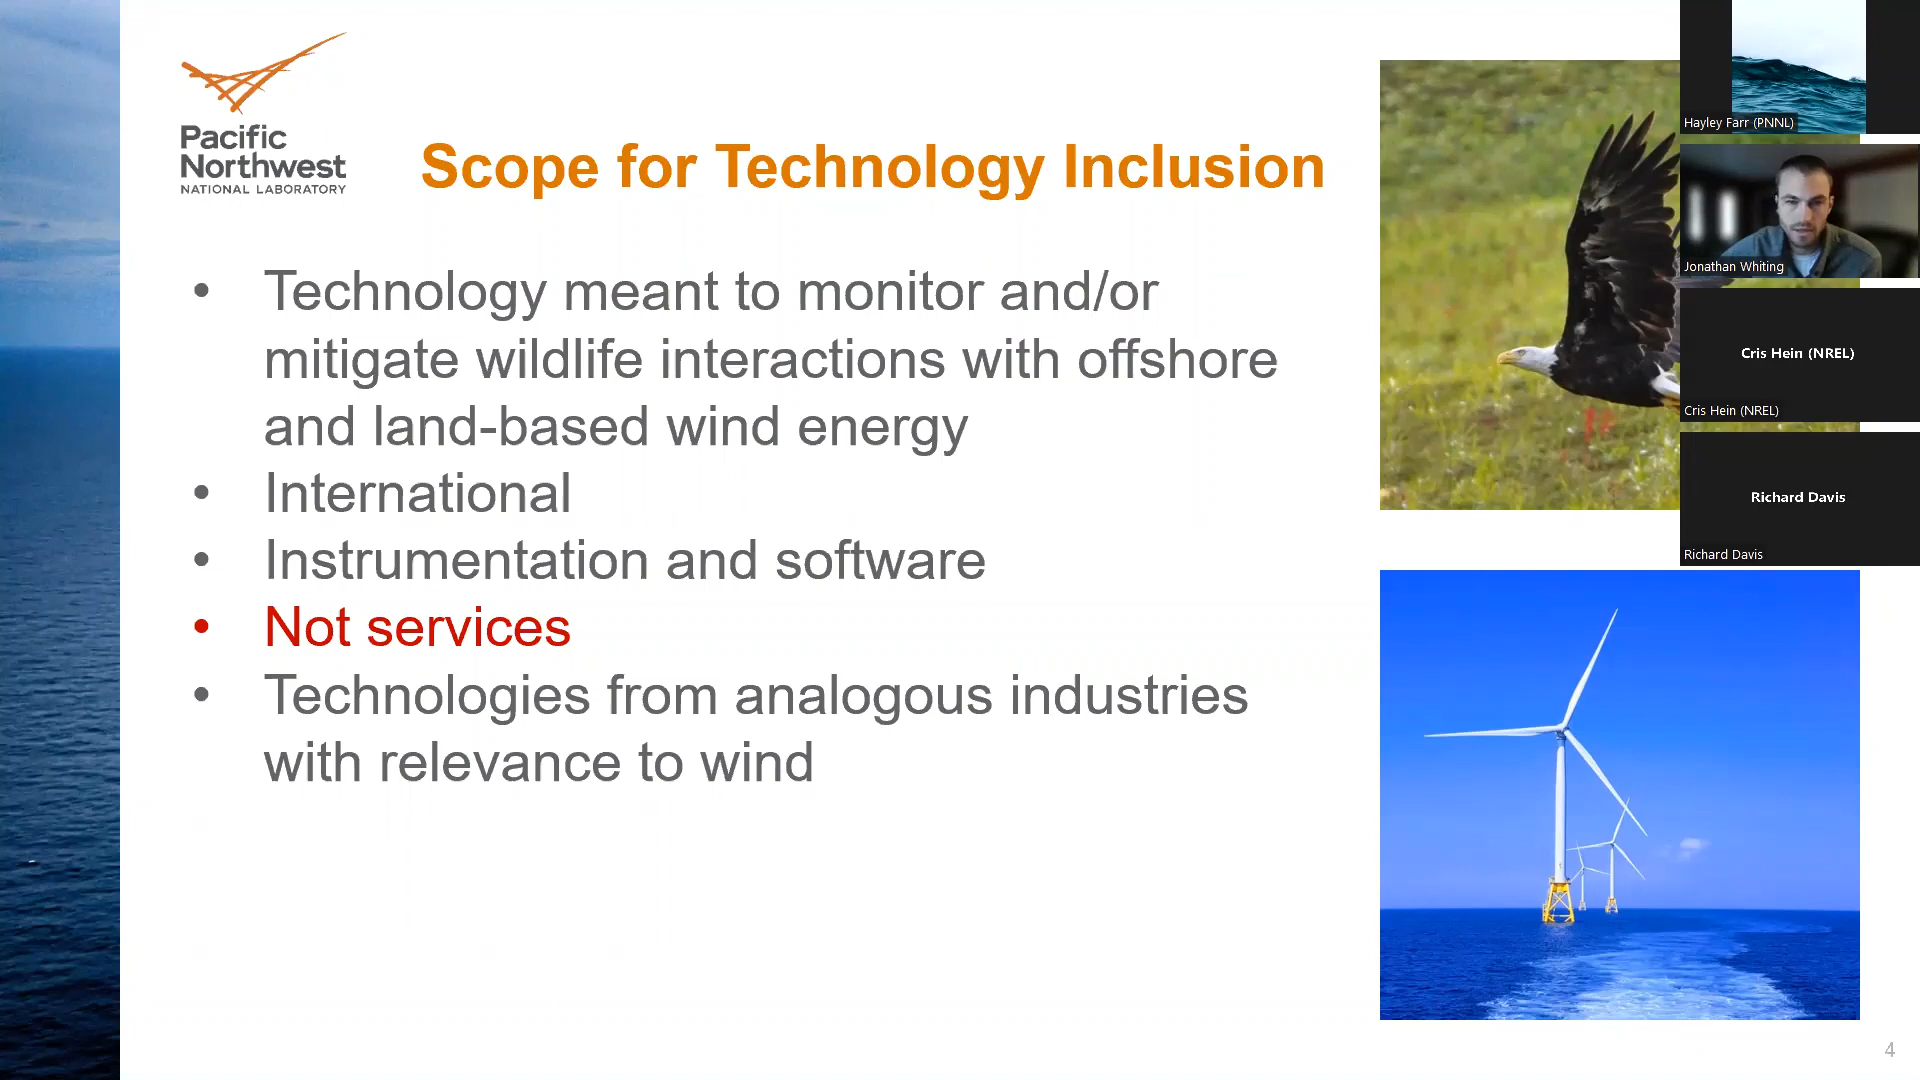 Pacific
Northwest
NATIONAL LABORATORY
Scope for Technology Inclusion
• Technology meant to monitor and/or
mitigate wildlife interactions with offshore
and land-based wind energy
• International
• Instrumentation and software
• Not services
• Technologies from analogous industries
with relevance to wind
Hayley Farr (PNNL)
Jonathan Whiting
Cris Hein (NREL)
Cris Hein (NREL)
Richard Davis
Richard Davis
4